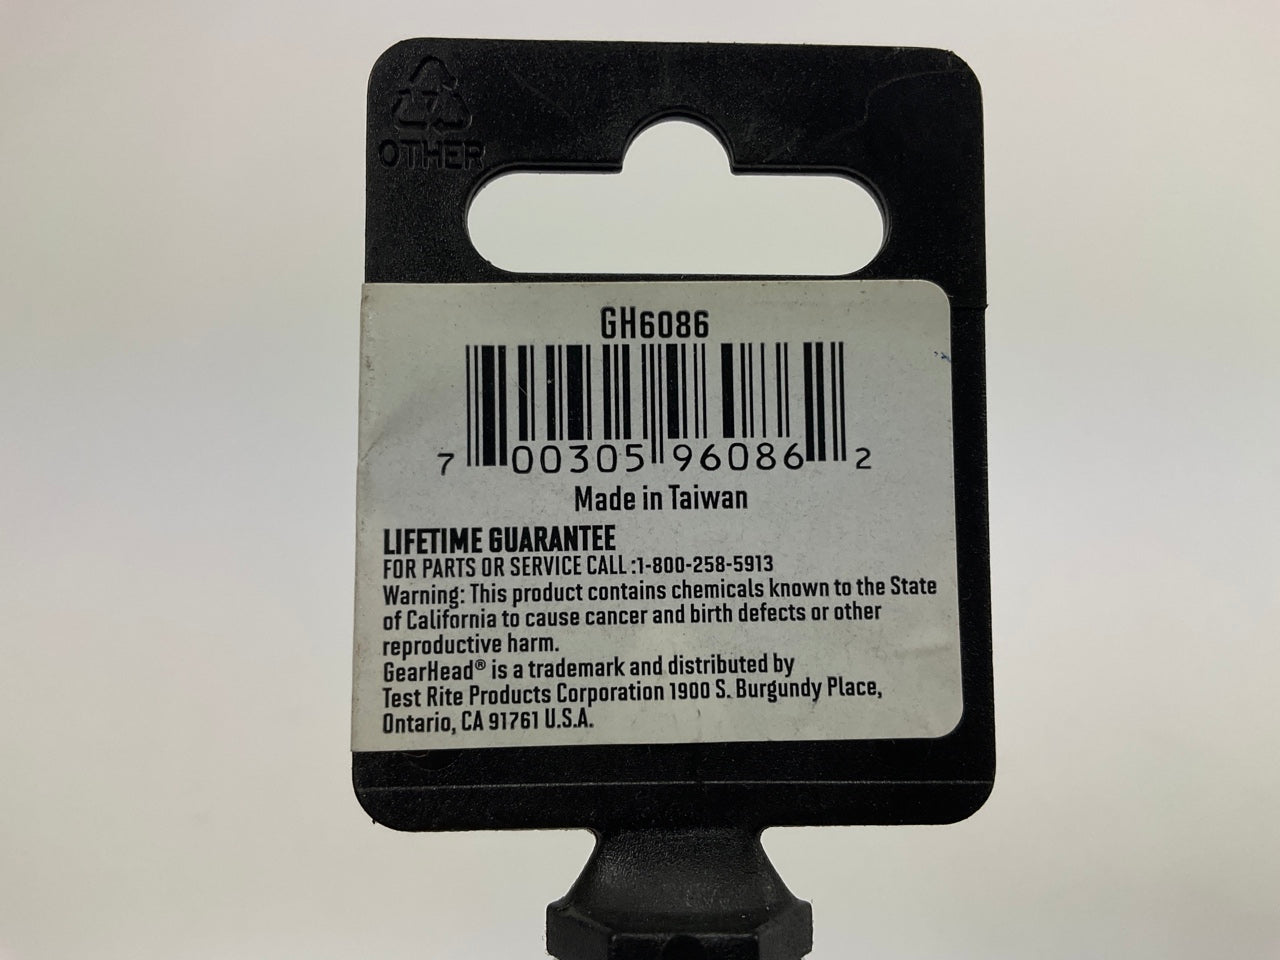 7
OTHER
GH6086
7 00305 96086 2
Made in Taiwan
LIFETIME GUARANTEE
FOR PARTS OR SERVICE CALL :1-800-258-5913
Warning: This product contains chemicals known to the State
of California to cause cancer and birth defects or other
reproductive harm.
GearHead® is a trademark and distributed by
Test Rite Products Corporation 1900 S. Burgundy Place,
Ontario, CA 91761 U.S.A.